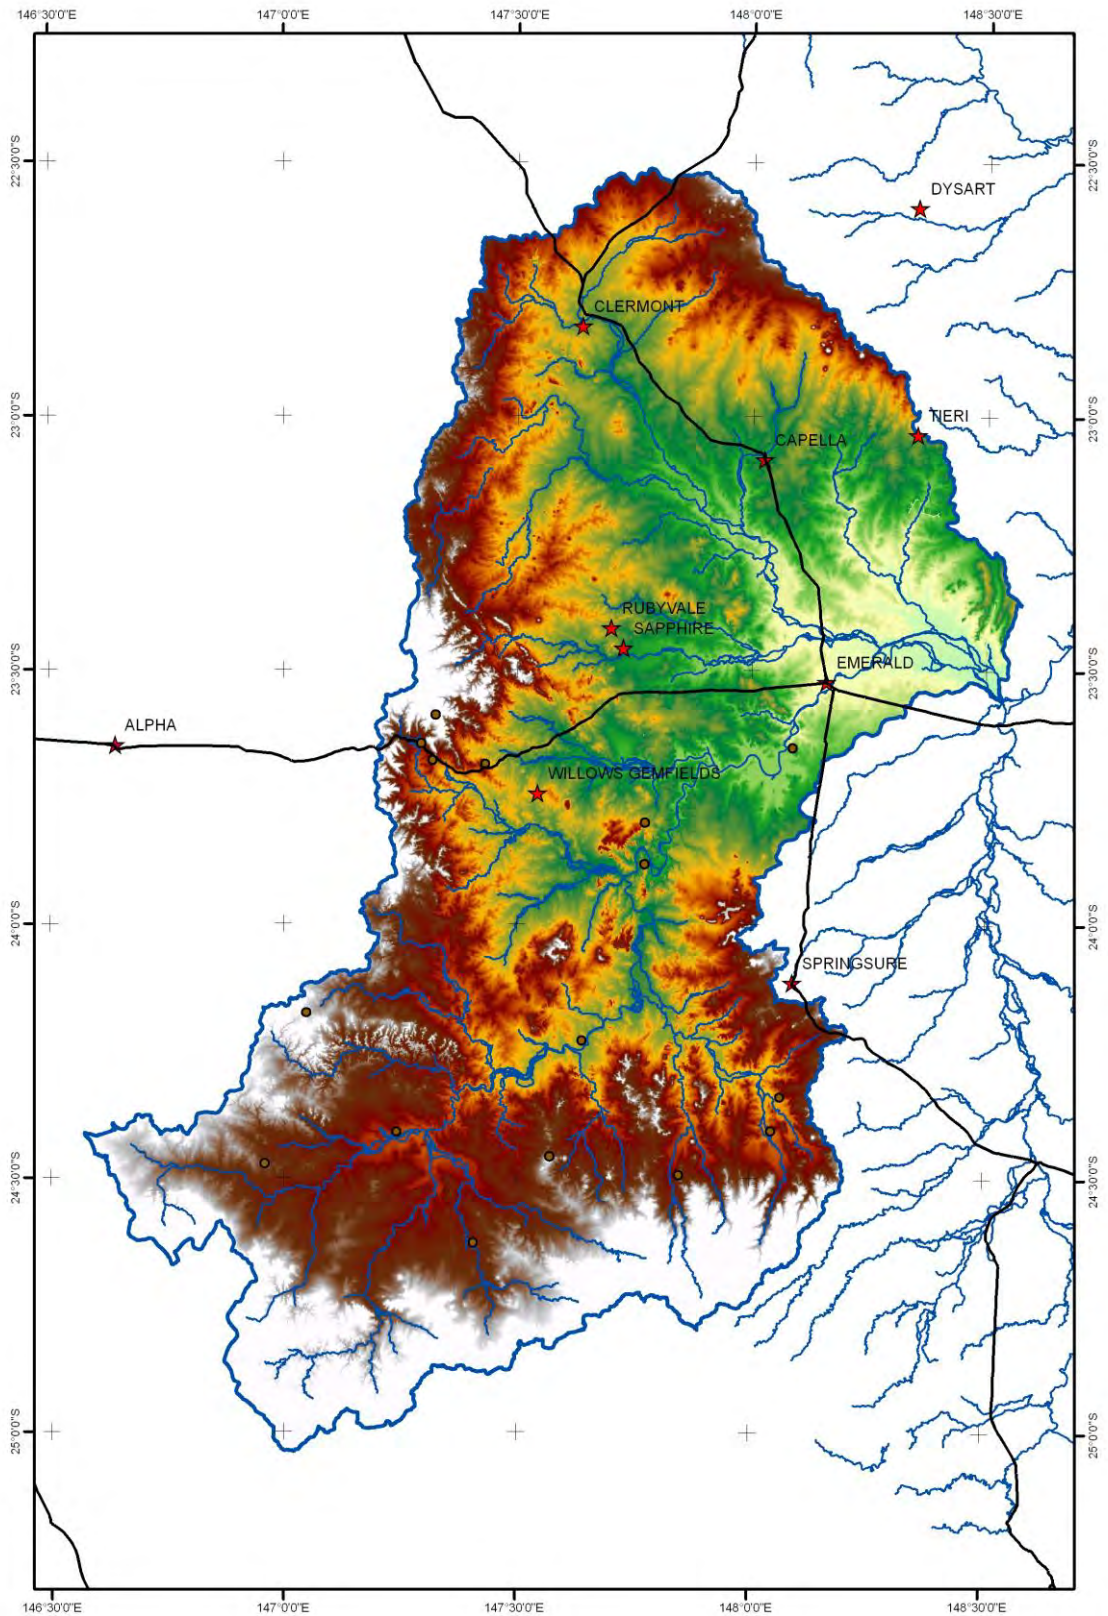 146°30'0"E
147°0'0"E
147°30'0"E
148°0'0"E
148°30'0"E
22°30'0"S
22°30'0"S
DYSART
CLERMONT
23°0'0"S
TIERI
23°0'0"S
CAPELLA
RUBYVALE
SAPPHIRE
23°30'0"S
EMERALD
23°30'0"S
ALPHA
WILLOWS GEMFIELDS
24°0'0"S
24°0'0"S
SPRINGSURE
24°30'0"S
24°30'0"S
25°0'0"S
25°0'0"S
146°30'0"E
147°0'0"E
147°30'0"E
148°0'0"E
148°30'0"E